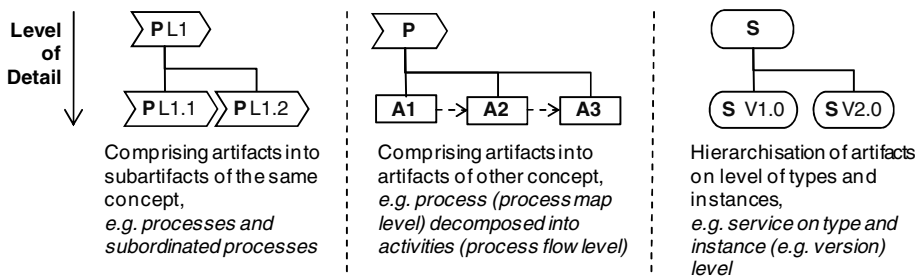 Level
of
Detail
P L1
P L1.1
P L1.2
Comprising artifacts into
subartifacts of the same
concept,
e.g. processes and
subordinated processes
P
A1
A2
A3
Comprising artifacts into
artifacts of other concept,
e.g. process (process map
level) decomposed into
activities (process flow level)
S
S V1.0
S V2.0
Hierarchisation of artifacts
on level of types and
instances,
e.g. service on type and
instance (e.g. version)
level